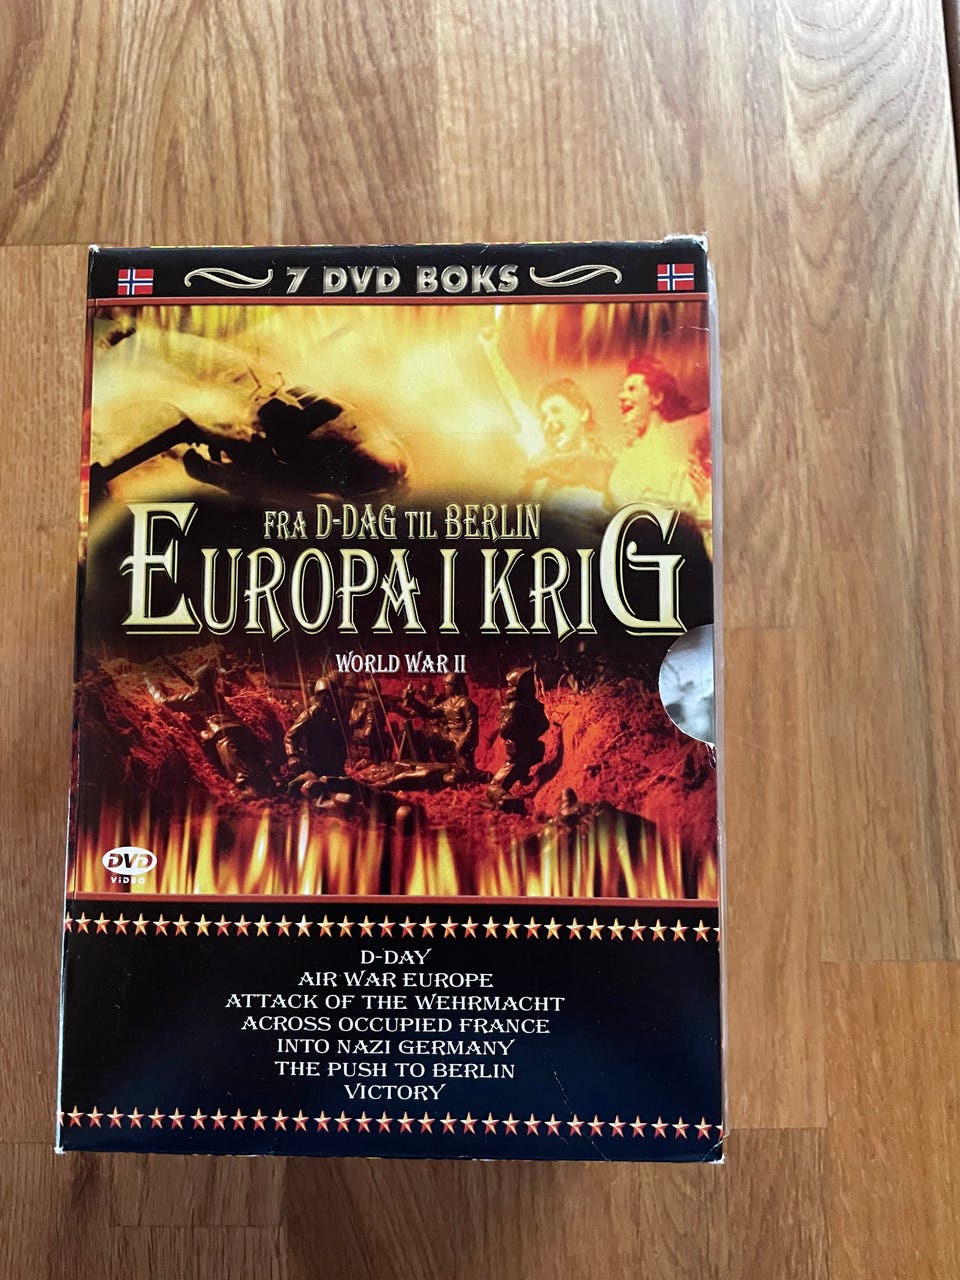 7 DVD BOKS
FRA D-DAG TIL BERLIN
EUROPA I KRIG
WORLD WAR II
DVD
VIDEO
D-DAY
AIR WAR EUROPE
ATTACK OF THE WEHRMACHT
ACROSS OCCUPIED FRANCE
INTO NAZI GERMANY
THE PUSH TO BERLIN
VICTORY